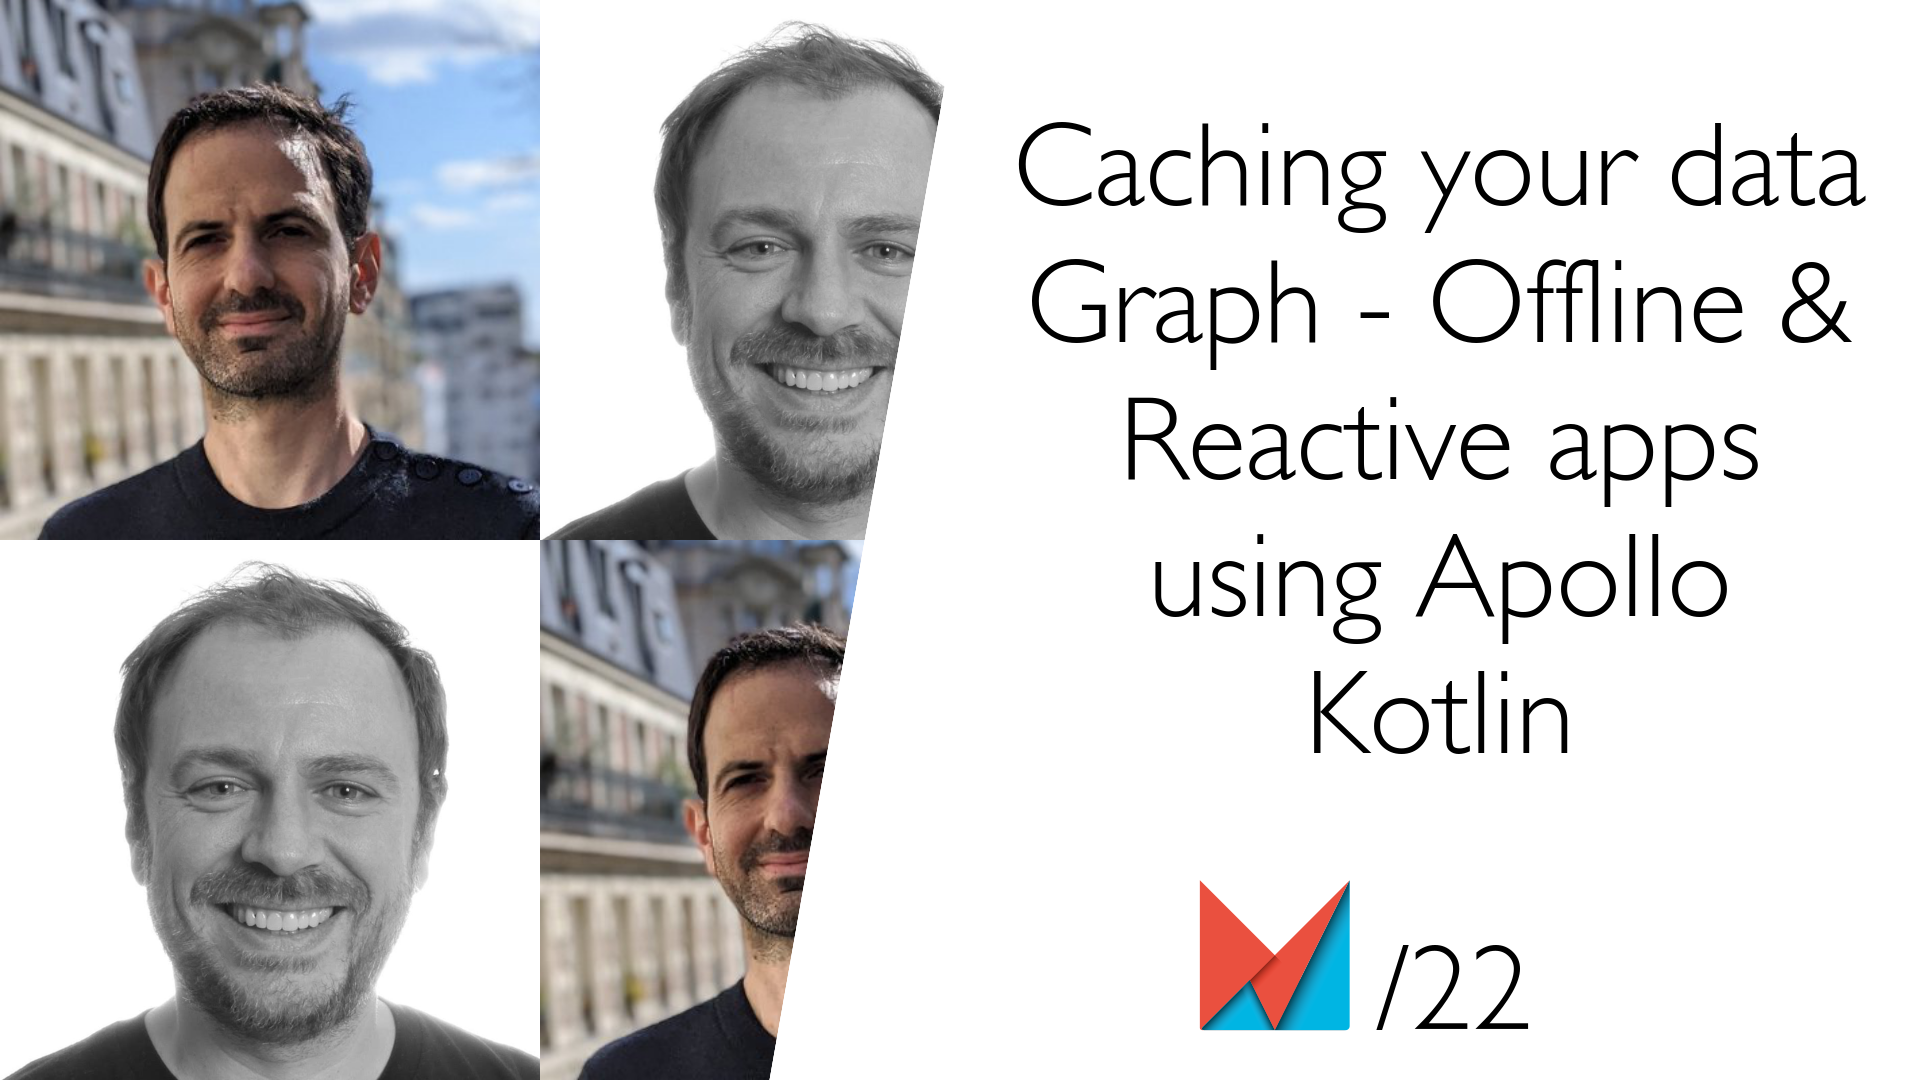 Caching your data
Graph - Offline &
Reactive apps
using Apollo
Kotlin
/22